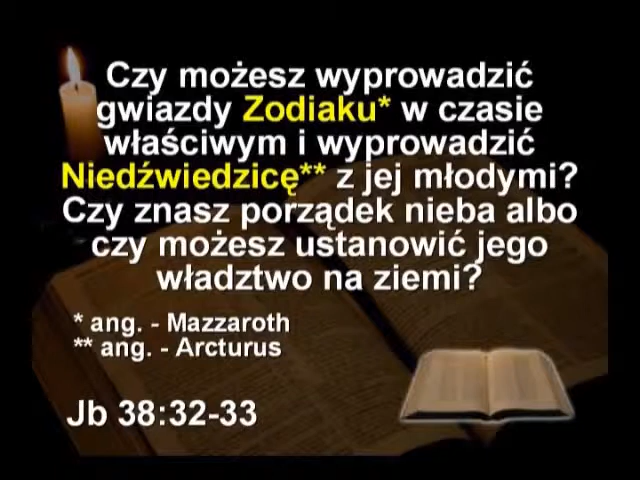 Czy możesz wyprowadzić
gwiazdy Zodiaku* w czasie
właściwym i wyprowadzić
Niedźwiedzicę** z jej młodymi?
Czy znasz porządek nieba albo
czy możesz ustanowić jego
władztwo na ziemi?
* ang. - Mazzaroth
** ang. - Arcturus
Jb 38:32-33